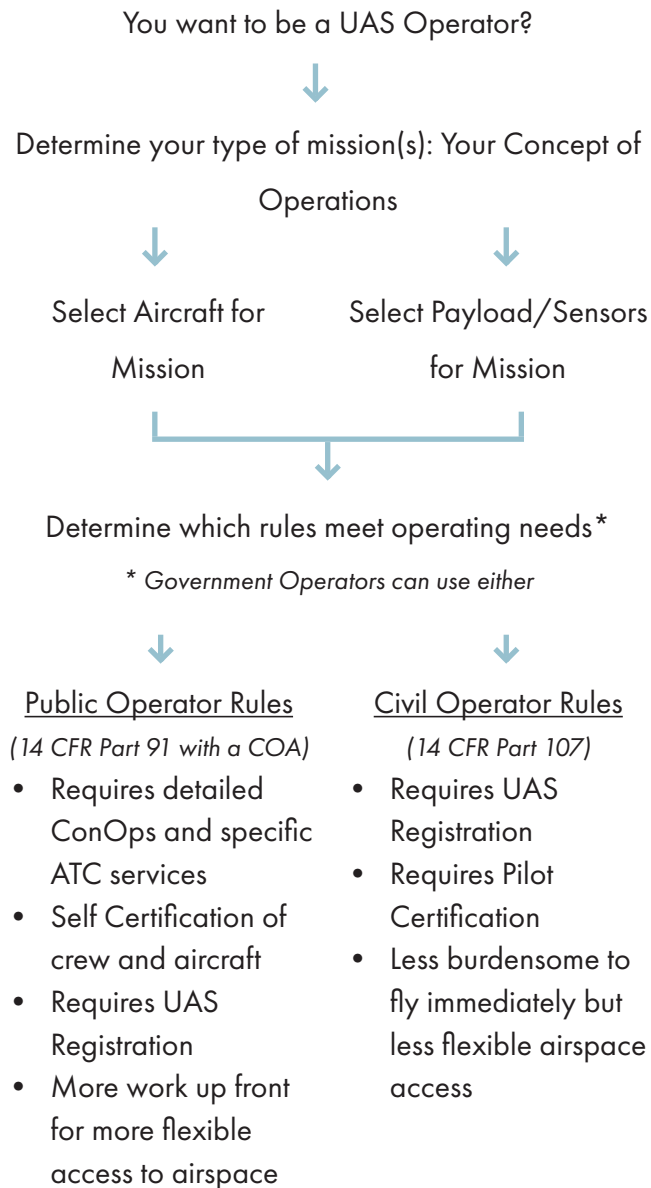 You want to be a UAS Operator?
Determine your type of mission(s): Your Concept of
Operations
Select Aircraft for
Mission
Select Payload/Sensors
for Mission
Determine which rules meet operating needs*
* Government Operators can use either
Public Operator Rules
(14 CFR Part 91 with a COA)
• Requires detailed
ConOps and specific
ATC services
• Self Certification of
crew and aircraft
• Requires UAS
Registration
• More work up front
for more flexible
access to airspace
Civil Operator Rules
(14 CFR Part 107)
• Requires UAS
Registration
• Requires Pilot
Certification
• Less burdensome to
fly immediately but
less flexible airspace
access